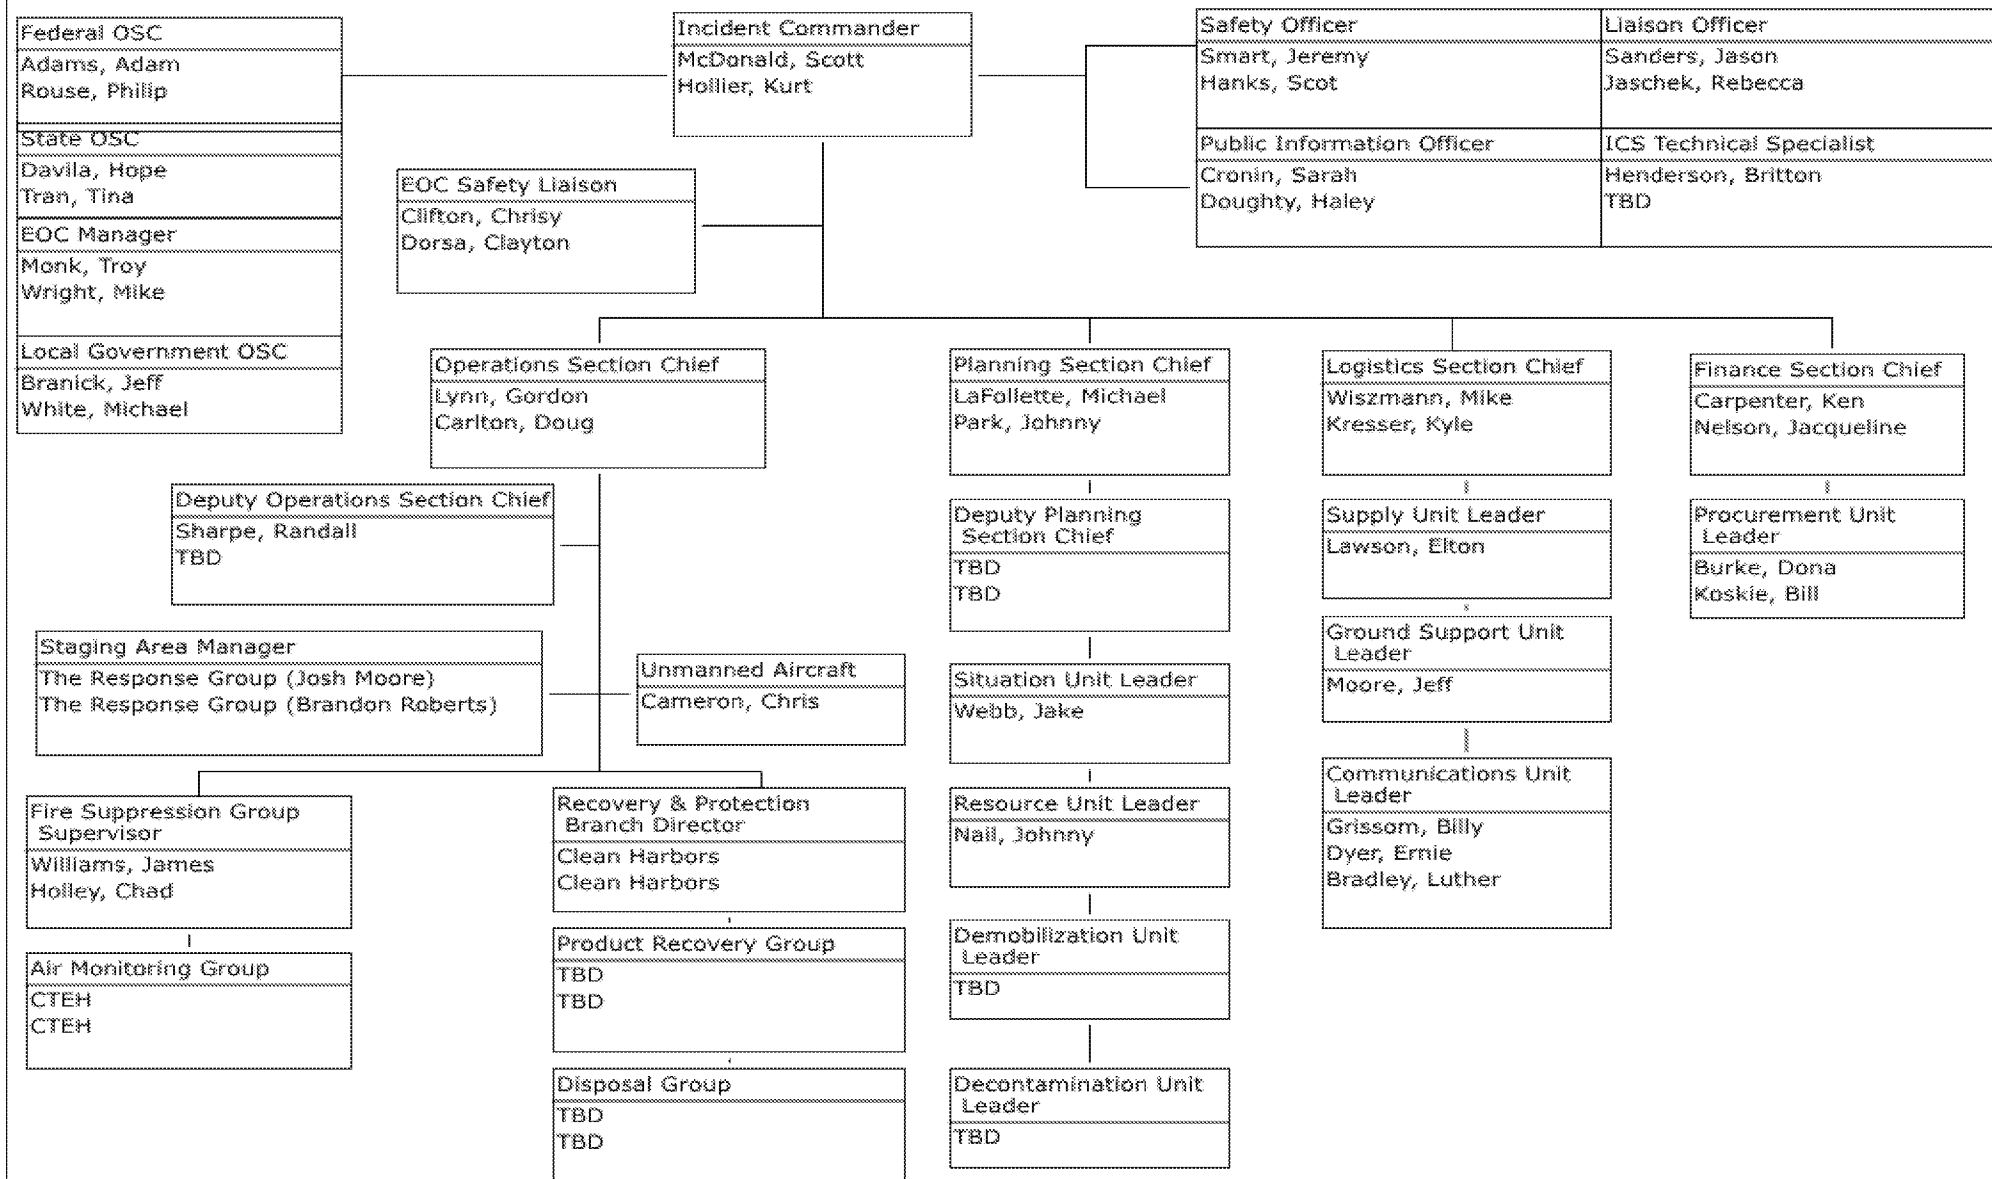 Federal OSC
Adams, Adam
Rouse, Philip
State OSC
Davila, Hope
Tran, Tina
EOC Manager
Monk, Troy
Wright, Mike
Local Government OSC
Branick, Jeff
White, Michael
Incident Commander
McDonald, Scott
Hollier, Kurt
Safety Officer
Smart, Jeremy
Hanks, Scot
Liaison Officer
Sanders, Jason
Jaschek, Rebecca
Public Information Officer
Cronin, Sarah
Doughty, Haley
ICS Technical Specialist
Henderson, Britton
TBD
EOC Safety Liaison
Clifton, Chrisy
Dorsa, Clayton
Operations Section Chief
Lynn, Gordon
Carlton, Doug
Deputy Operations Section Chief
Sharpe, Randall
TBD
Staging Area Manager
The Response Group (Josh Moore)
The Response Group (Brandon Roberts)
Unmanned Aircraft
Cameron, Chris
Fire Suppression Group
Supervisor
Williams, James
Holley, Chad
Air Monitoring Group
CTEH
CTEH
Recovery & Protection
Branch Director
Clean Harbors
Clean Harbors
Product Recovery Group
TBD
TBD
Disposal Group
TBD
TBD
Planning Section Chief
LaFollette, Michael
Park, Johnny
Deputy Planning
Section Chief
TBD
TBD
Situation Unit Leader
Webb, Jake
Resource Unit Leader
Nail, Johnny
Demobilization Unit
Leader
TBD
Decontamination Unit
Leader
TBD
Logistics Section Chief
Wiszmann, Mike
Kresser, Kyle
Supply Unit Leader
Lawson, Elton
Ground Support Unit
Leader
Moore, Jeff
Communications Unit
Leader
Grissom, Billy
Dyer, Ernie
Bradley, Luther
Finance Section Chief
Carpenter, Ken
Nelson, Jacqueline
Procurement Unit
Leader
Burke, Dona
Koskie, Bill